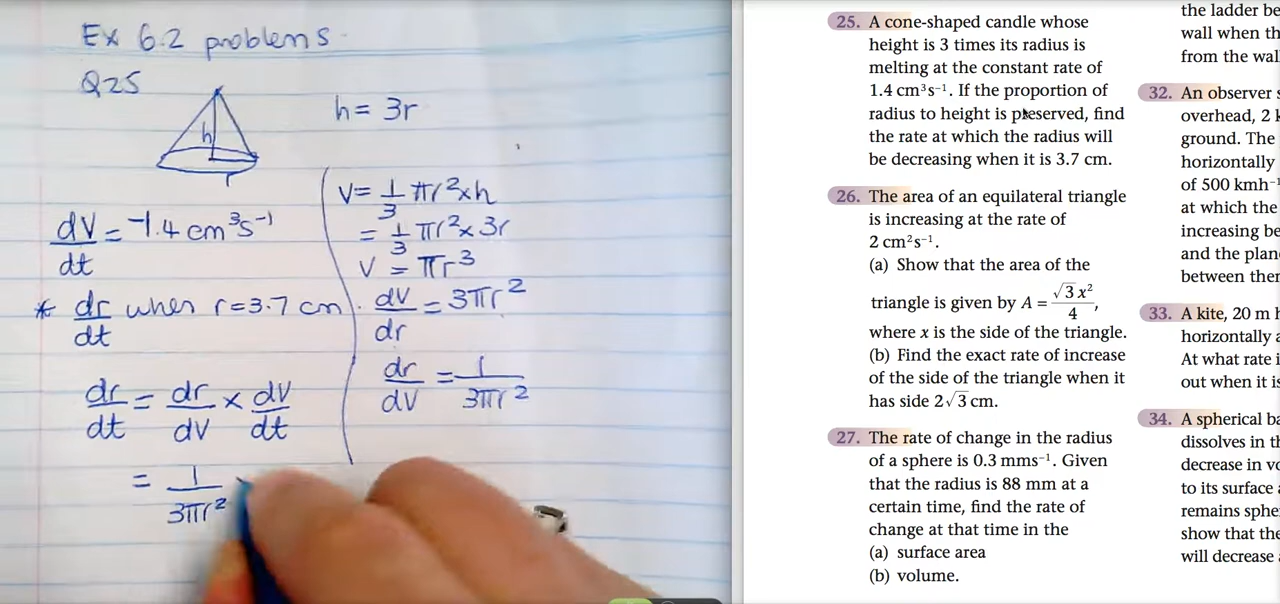 Ex 6.2 problems
Q25
h
r
h = 3r
dV/dt = -1.4 cm³s⁻¹
* dr/dt when r=3.7 cm.
dr/dt = dr/dV × dV/dt
= 1/3πr² ×
V = 1/3 πr² × h
= 1/3 πr² × 3r
V = πr³
dV/dr = 3πr²
dr/dV = 1/3πr²
25. A cone-shaped candle whose
height is 3 times its radius is
melting at the constant rate of
1.4 cm³s⁻¹. If the proportion of
radius to height is preserved, find
the rate at which the radius will
be decreasing when it is 3.7 cm.
26. The area of an equilateral triangle
is increasing at the rate of
2 cm²s⁻¹.
(a) Show that the area of the
triangle is given by A = √3x²/4,
where x is the side of the triangle.
(b) Find the exact rate of increase
of the side of the triangle when it
has side 2√3 cm.
27. The rate of change in the radius
of a sphere is 0.3 mms⁻¹. Given
that the radius is 88 mm at a
certain time, find the rate of
change at that time in the
(a) surface area
(b) volume.
the ladder be
wall when th
from the wal
32. An observer s
overhead, 2 k
ground. The
horizontally
of 500 kmh⁻¹
at which the
increasing be
and the plan
between ther
33. A kite, 20 m h
horizontally a
At what rate i
out when it is
34. A spherical ba
dissolves in th
decrease in vo
to its surface a
remains sphe
show that the
will decrease a